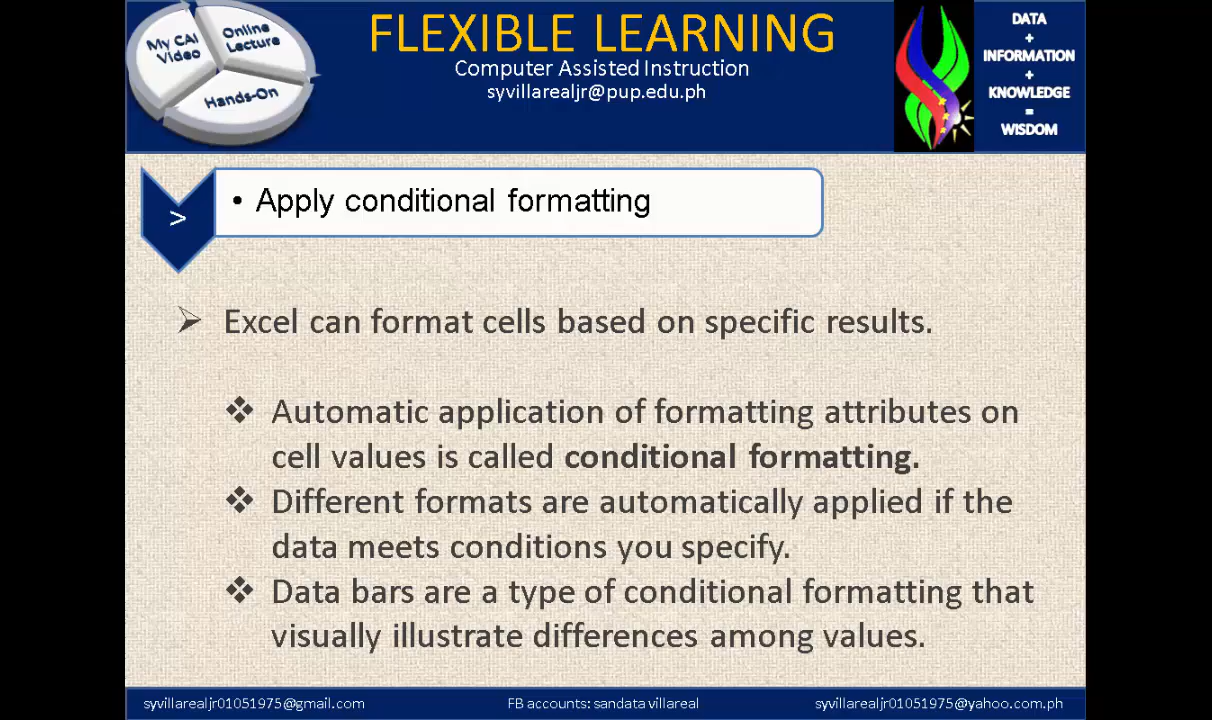 My CAI
Video
Online
Lecture
Hands-On
FLEXIBLE LEARNING
Computer Assisted Instruction
syvillarealjr@pup.edu.ph
DATA
+
INFORMATION
+
KNOWLEDGE
=
WISDOM
>
• Apply conditional formatting
➢ Excel can format cells based on specific results.
❖ Automatic application of formatting attributes on
cell values is called conditional formatting.
❖ Different formats are automatically applied if the
data meets conditions you specify.
❖ Data bars are a type of conditional formatting that
visually illustrate differences among values.
syvillarealjr01051975@gmail.com
FB accounts: sandata villareal
syvillarealjr01051975@yahoo.com.ph